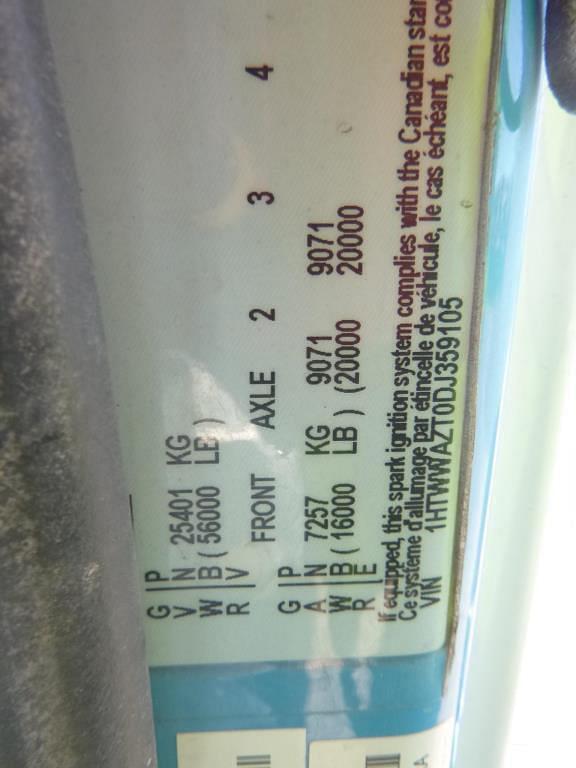 G | P
V | N 25401 KG
W | B ( 56000 LB )
R | V
FRONT AXLE 2 3 4
G | P
A | N 7257 KG 9071 9071
W | B ( 16000 LB ) (20000 20000
R | E
If equipped, this spark ignition system complies with the Canadian
Ce système d'allumage par étincelle de véhicule, le cas échéant, est
VIN 1HTWWAZT0DJ359105